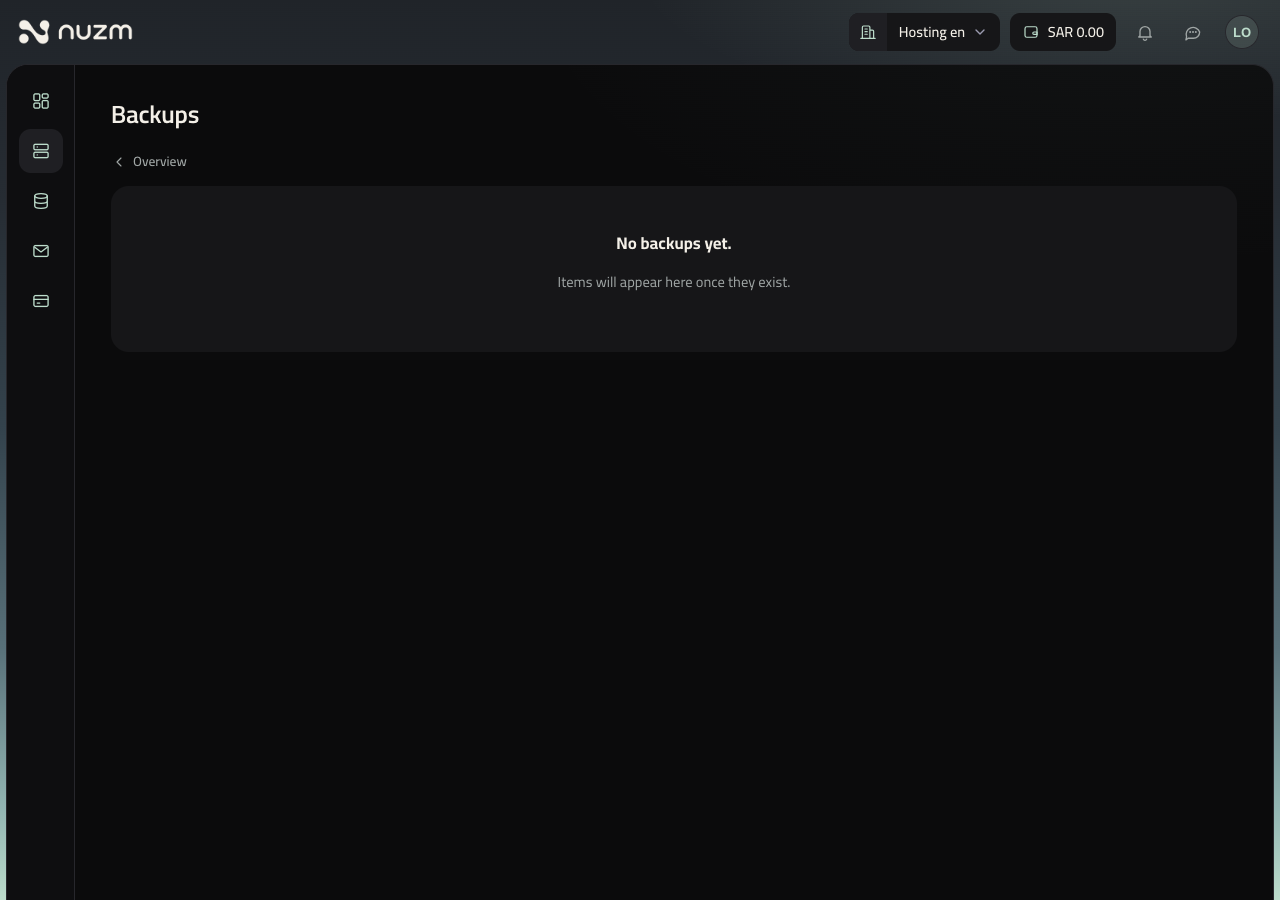 nuzm
Hosting en
SAR 0.00
LO
Backups
Overview
No backups yet.
Items will appear here once they exist.